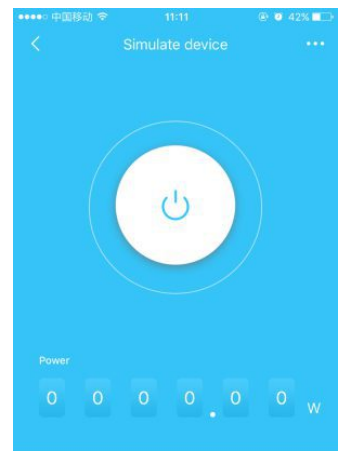 中国移动 11:11 42%
Simulate device
Power
0 0 0 0 . 0 0 W